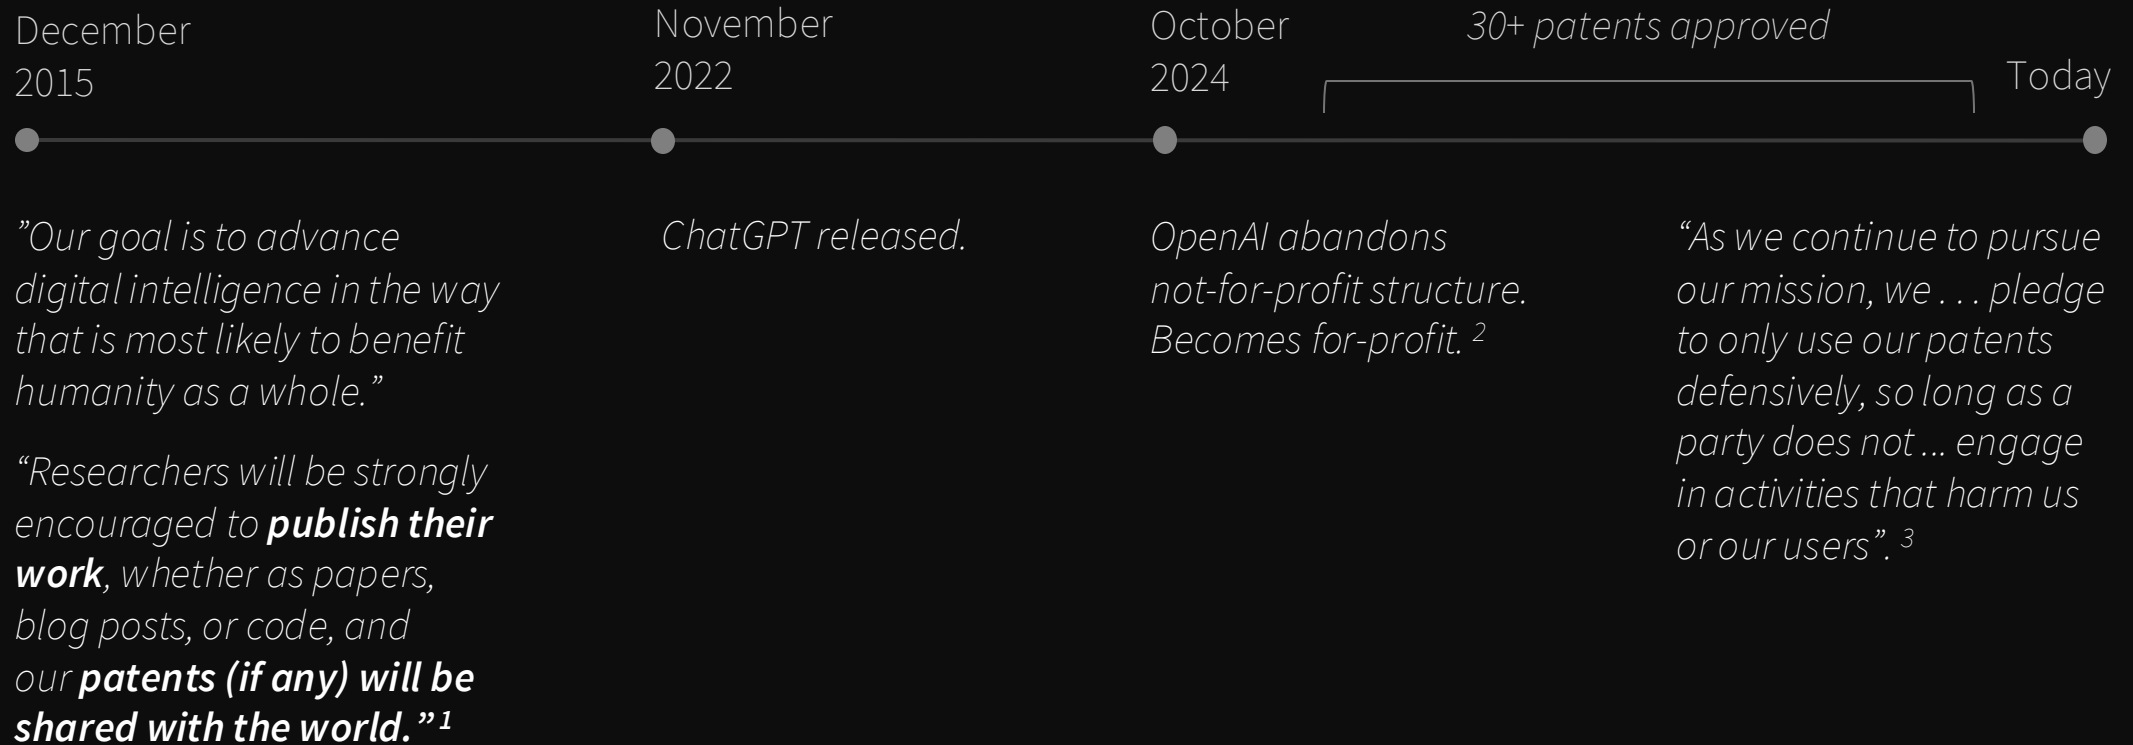 December
2015
November
2022
October
2024
30+ patents approved
Today
”Our goal is to advance
digital intelligence in the way
that is most likely to benefit
humanity as a whole.”
“Researchers will be strongly
encouraged to publish their
work, whether as papers,
blog posts, or code, and
our patents (if any) will be
shared with the world.” 1
ChatGPT released.
OpenAI abandons
not-for-profit structure.
Becomes for-profit. 2
“As we continue to pursue
our mission, we . . . pledge
to only use our patents
defensively, so long as a
party does not ... engage
in activities that harm us
or our users”. 3